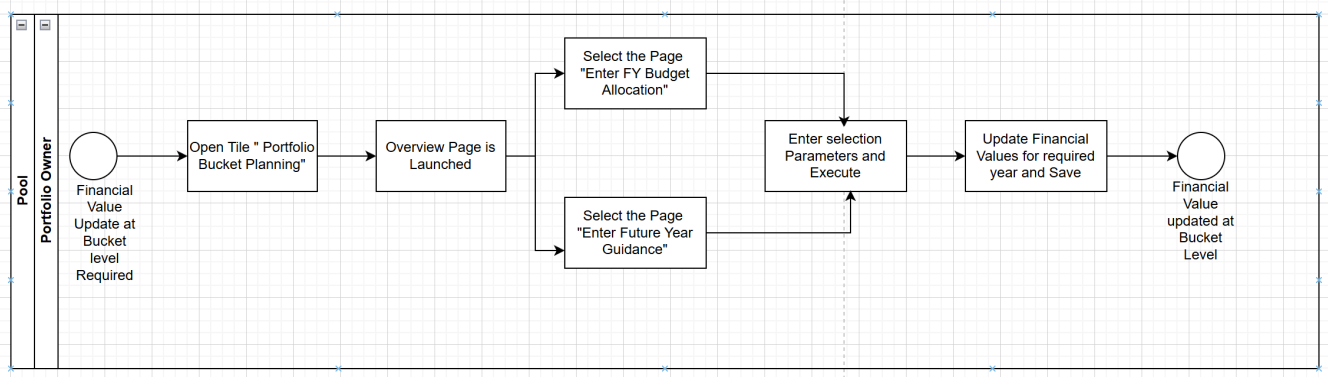 Pool
Portfolio Owner
Financial
Value
Update at
Bucket
level
Required
Open Tile " Portfolio
Bucket Planning"
Overview Page is
Launched
Select the Page
"Enter FY Budget
Allocation"
Select the Page
"Enter Future Year
Guidance"
Enter selection
Parameters and
Execute
Update Financial
Values for required
year and Save
Financial
Value
updated at
Bucket
Level